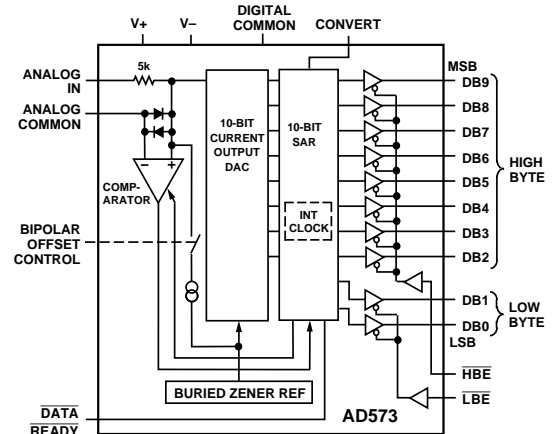 V+ V– DIGITAL COMMON CONVERT
5k
ANALOG IN
ANALOG COMMON
– +
COMP-
ARATOR
10-BIT
CURRENT
OUTPUT
DAC
10-BIT
SAR
INT
CLOCK
BIPOLAR
OFFSET
CONTROL
BURIED ZENER REF
DATA
READY
AD573
MSB
DB9
DB8
DB7
DB6
DB5
DB4
DB3
DB2
HIGH
BYTE
DB1
DB0
LSB
LOW
BYTE
HBE
LBE